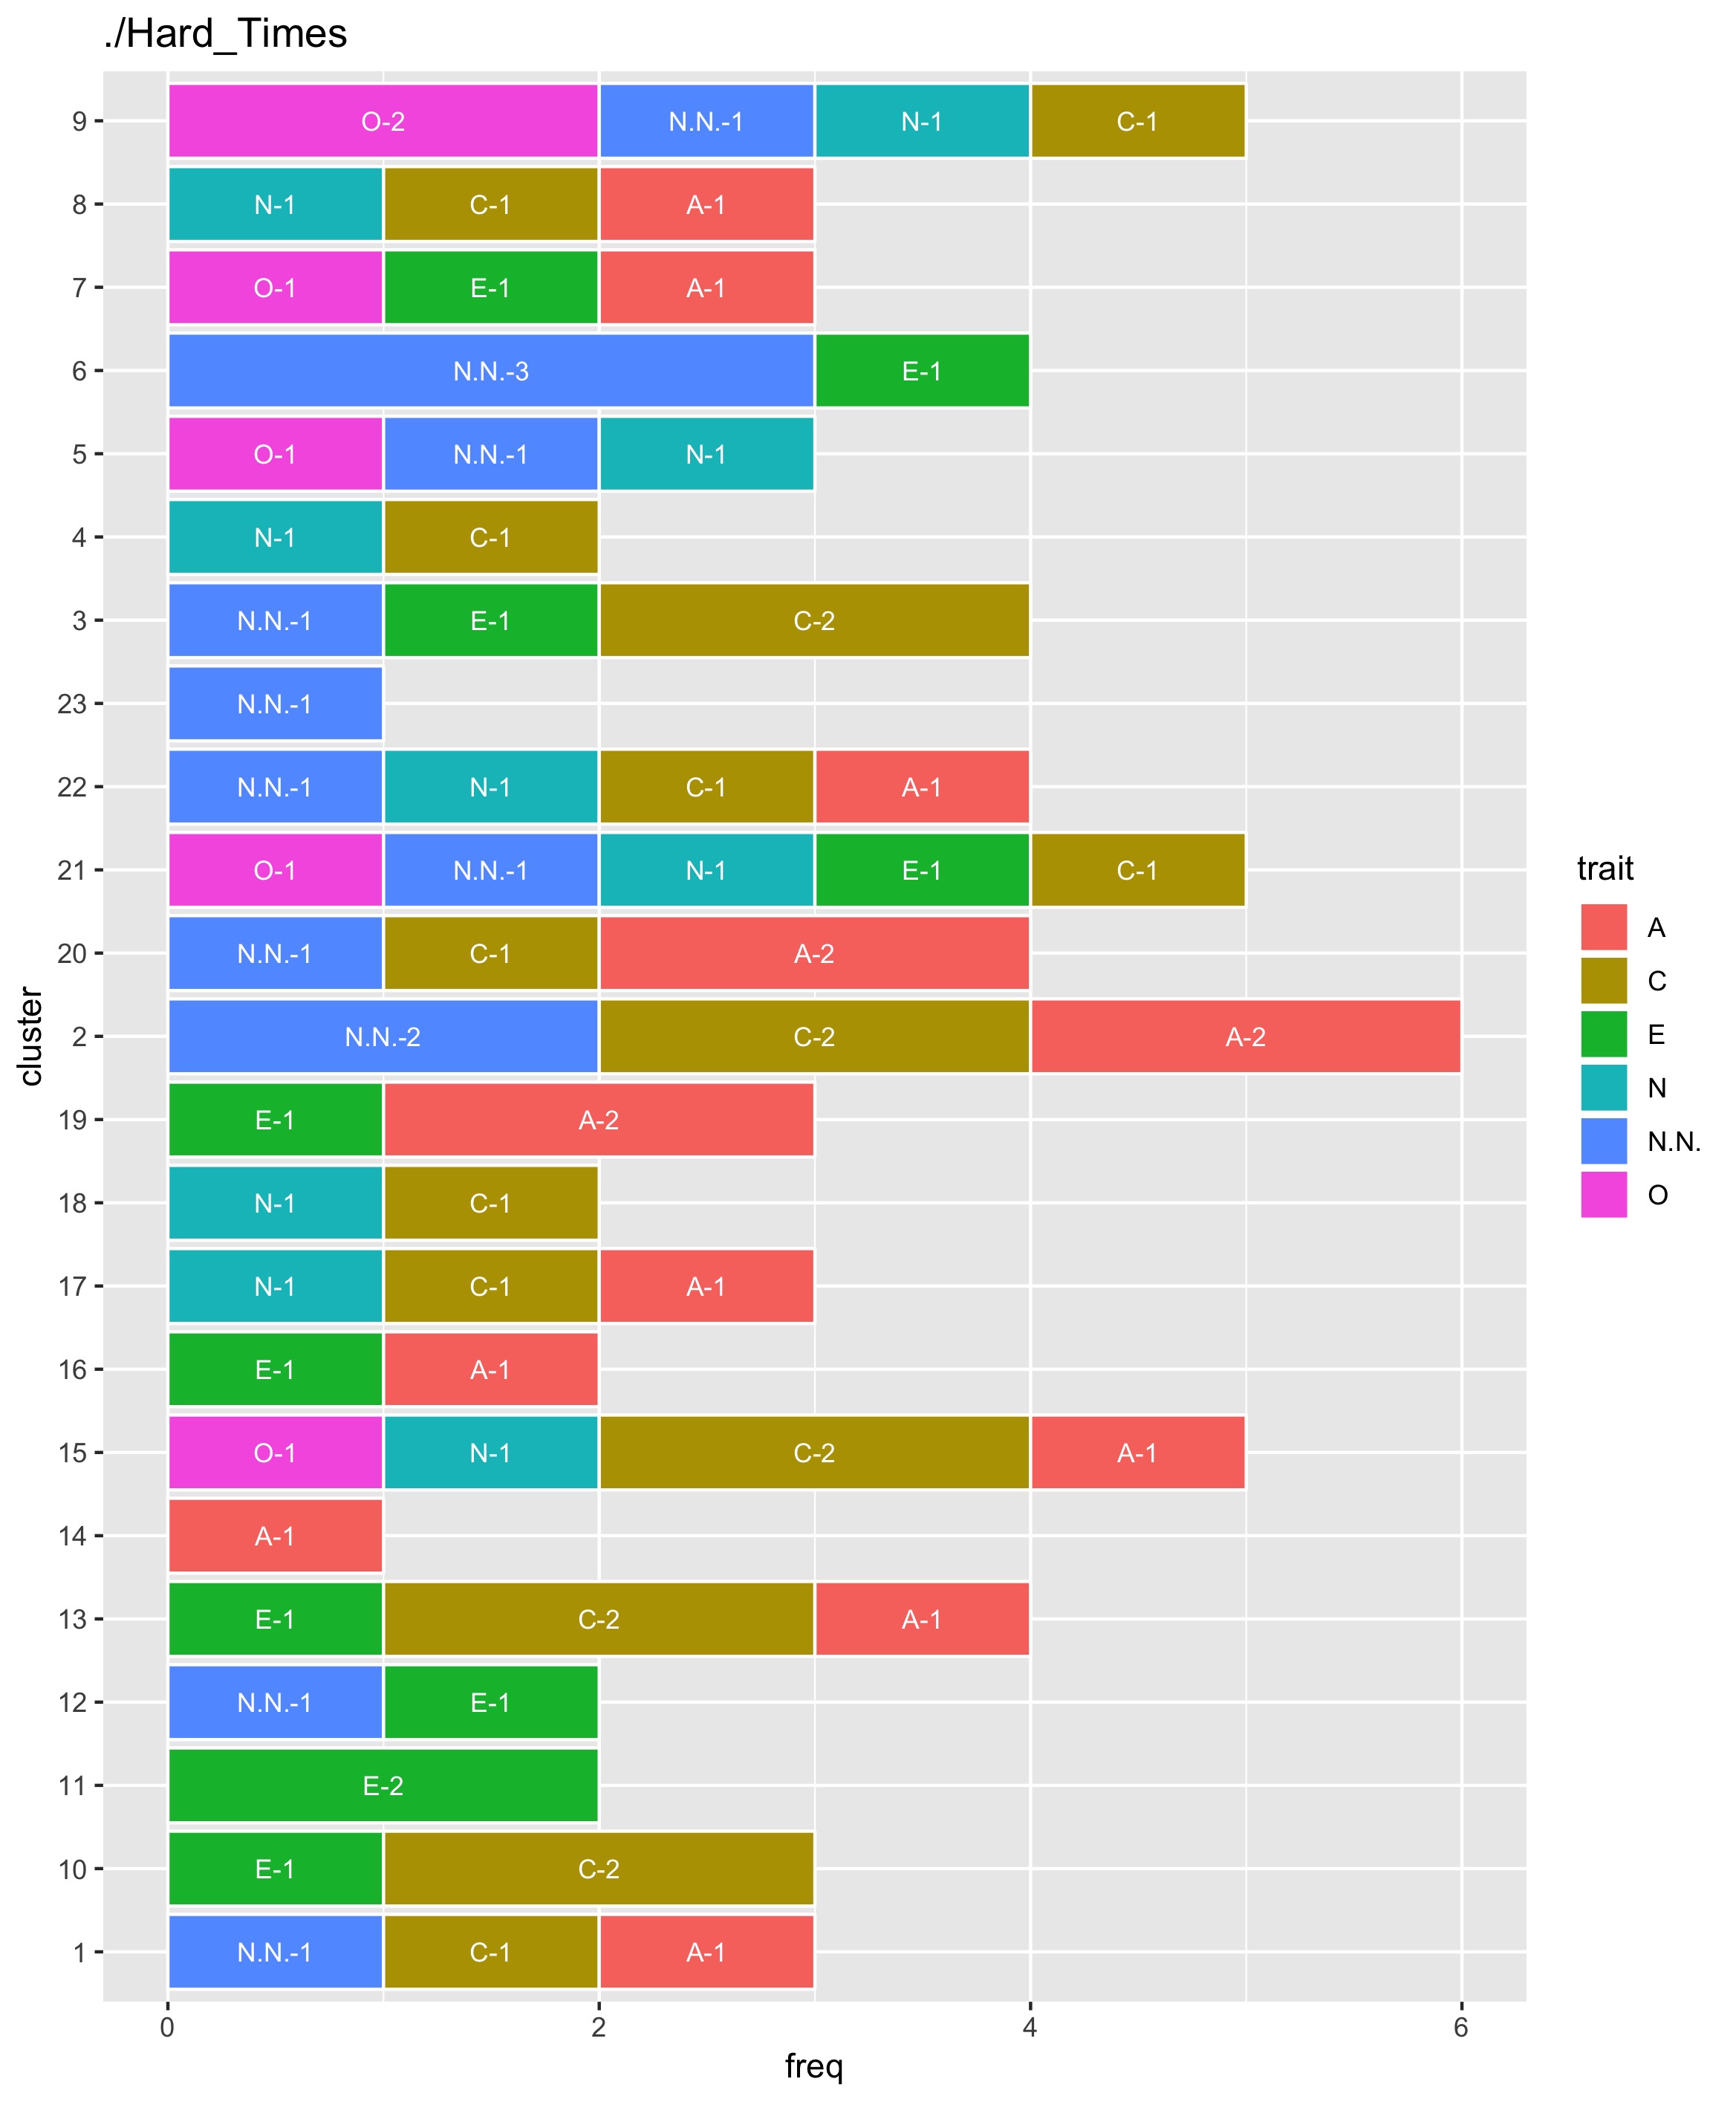 ./Hard_Times
9 O-2 N.N.-1 N-1 C-1
8 N-1 C-1 A-1
7 O-1 E-1 A-1
6 N.N.-3 E-1
5 O-1 N.N.-1 N-1
4 N-1 C-1
3 N.N.-1 E-1 C-2
23 N.N.-1
22 N.N.-1 N-1 C-1 A-1
21 O-1 N.N.-1 N-1 E-1 C-1
20 N.N.-1 C-1 A-2
2 N.N.-2 C-2 A-2
19 E-1 A-2
18 N-1 C-1
17 N-1 C-1 A-1
16 E-1 A-1
15 O-1 N-1 C-2 A-1
14 A-1
13 E-1 C-2 A-1
12 N.N.-1 E-1
11 E-2
10 E-1 C-2
1 N.N.-1 C-1 A-1
0 2 4 6
freq
cluster
trait
A
C
E
N
N.N.
O